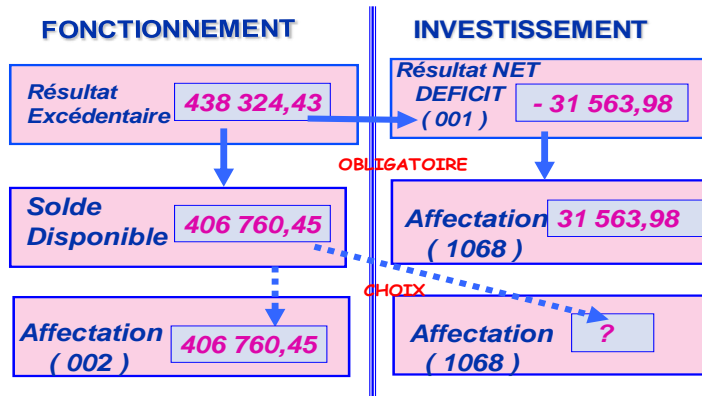 FONCTIONNEMENT
INVESTISSEMENT
Résultat
Excédentaire
438 324,43
Résultat NET
DEFICIT
( 001 )
- 31 563,98
OBLIGATOIRE
Solde
Disponible
406 760,45
Affectation
( 1068 )
31 563,98
CHOIX
Affectation
( 002 )
406 760,45
Affectation
( 1068 )
?